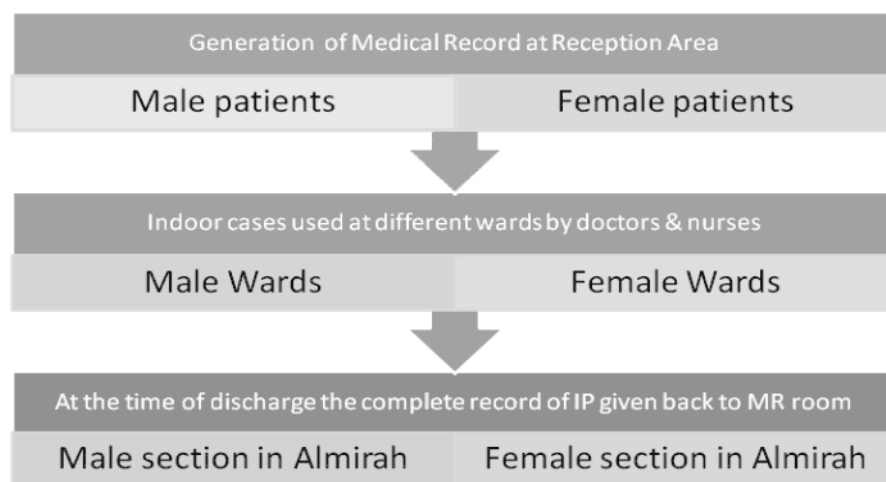 Generation of Medical Record at Reception Area
Male patients
Female patients
Indoor cases used at different wards by doctors & nurses
Male Wards
Female Wards
At the time of discharge the complete record of IP given back to MR room
Male section in Almirah
Female section in Almirah